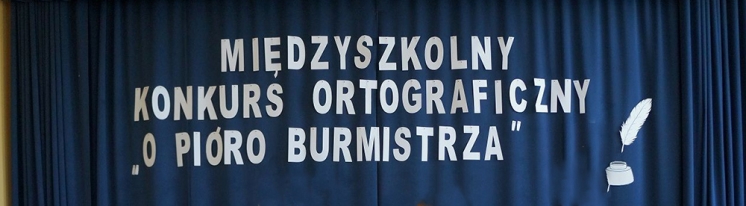 MIĘDZYSZKOLNY
KONKURS ORTOGRAFICZNY
„O PIÓRO BURMISTRZA"